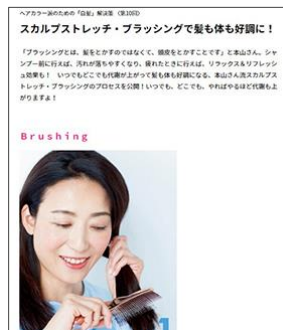 ヘアカラー派のための「白髪」解決策 〈第10回〉
スカルプストレッチ・ブラッシングで髪も体も好調に！
「ブラッシングとは、髪をとかすのではなくて、頭皮をとかすことです」と本山さん。シャ
ンプー前に行えば、汚れが落ちやすくなり、疲れたときに行えば、リラックス＆リフレッシ
ュ効果も！ いつでもどこでも代謝が上がって髪も体も好調になる、本山さん流スカルプス
トレッチ・ブラッシングのプロセスを公開！いつでも、どこでも、やればやるほど代謝も上
がりますよ！
Brushing
1